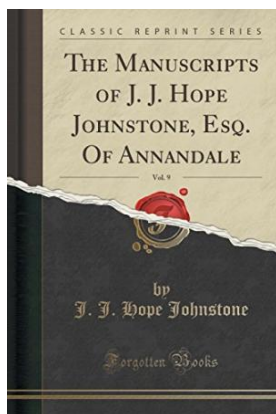 CLASSIC REPRINT SERIES
THE MANUSCRIPTS
OF J. J. HOPE
JOHNSTONE, ESQ. OF
ANNANDALE
Vol. 9
by
J. J. Hope Johnstone
Forgotten Books